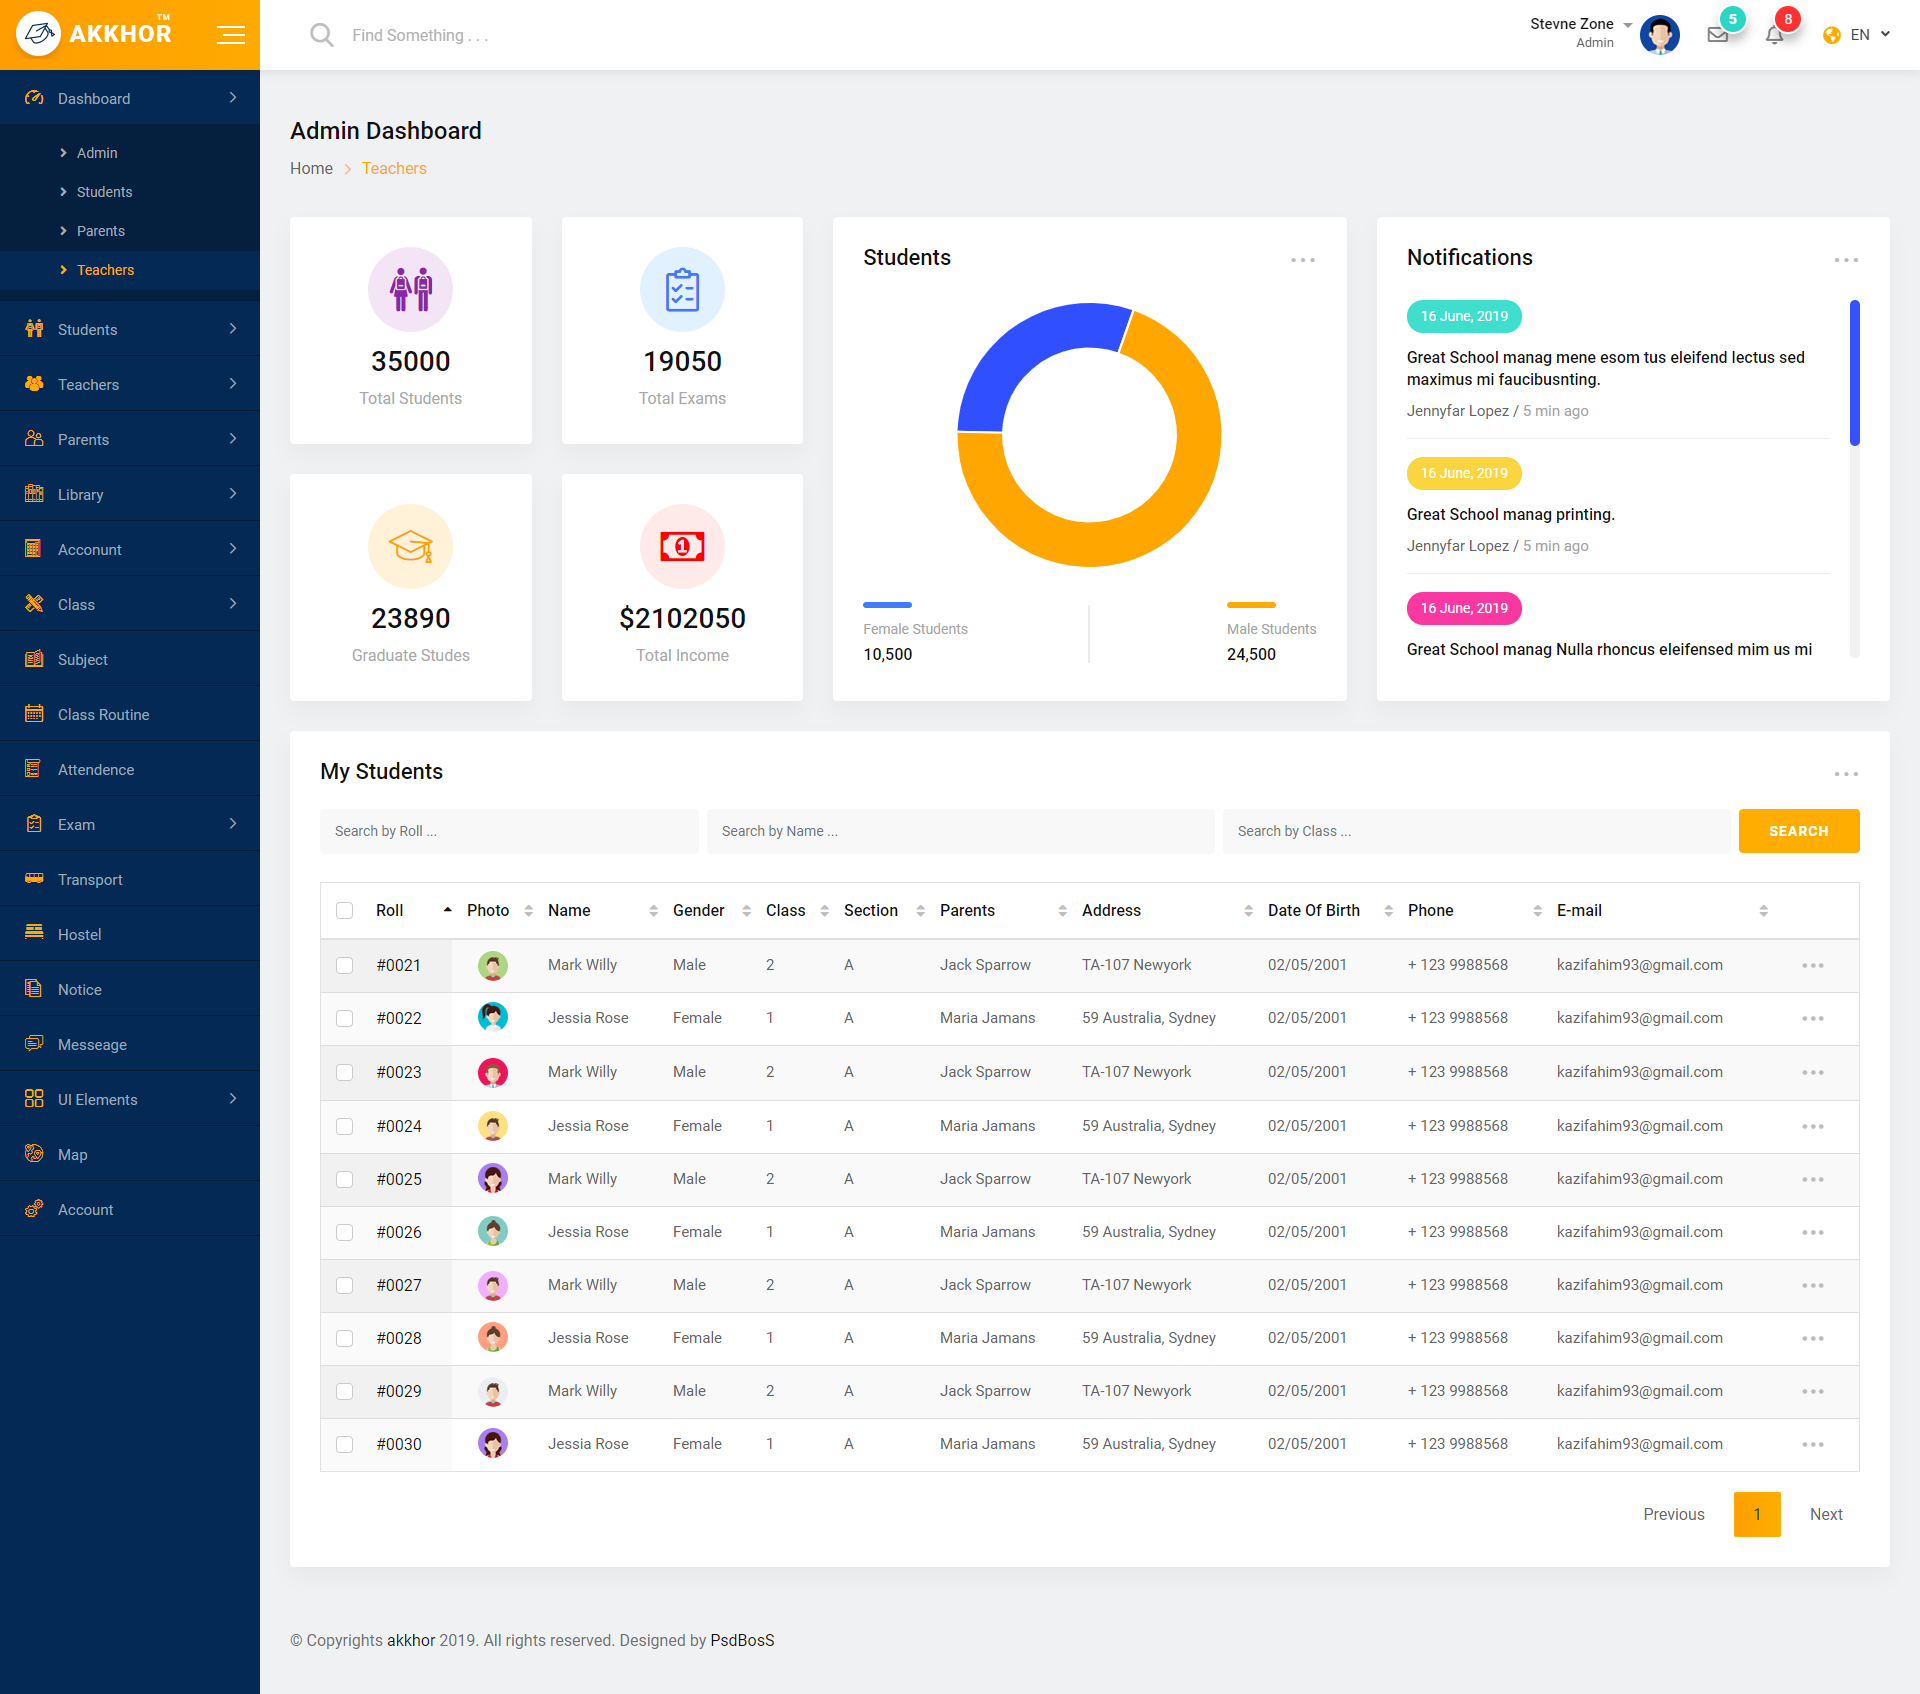 AKKHOR™
Find Something . . .
Stevne Zone
Admin
5
8
EN
Dashboard
Admin
Students
Parents
Teachers
Students
Teachers
Parents
Library
Acconunt
Class
Subject
Class Routine
Attendence
Exam
Transport
Hostel
Notice
Messeage
UI Elements
Map
Account
Admin Dashboard
Home Teachers
35000
Total Students
19050
Total Exams
23890
Graduate Studes
$2102050
Total Income
Students
Female Students
10,500
Male Students
24,500
Notifications
16 June, 2019
Great School manag mene esom tus eleifend lectus sed
maximus mi faucibusnting.
Jennyfar Lopez / 5 min ago
16 June, 2019
Great School manag printing.
Jennyfar Lopez / 5 min ago
16 June, 2019
Great School manag Nulla rhoncus eleifensed mim us mi
My Students
Search by Roll ... Search by Name ... Search by Class ... SEARCH
Roll Photo Name Gender Class Section Parents Address Date Of Birth Phone E-mail
#0021 Mark Willy Male 2 A Jack Sparrow TA-107 Newyork 02/05/2001 + 123 9988568 kazifahim93@gmail.com
#0022 Jessia Rose Female 1 A Maria Jamans 59 Australia, Sydney 02/05/2001 + 123 9988568 kazifahim93@gmail.com
#0023 Mark Willy Male 2 A Jack Sparrow TA-107 Newyork 02/05/2001 + 123 9988568 kazifahim93@gmail.com
#0024 Jessia Rose Female 1 A Maria Jamans 59 Australia, Sydney 02/05/2001 + 123 9988568 kazifahim93@gmail.com
#0025 Mark Willy Male 2 A Jack Sparrow TA-107 Newyork 02/05/2001 + 123 9988568 kazifahim93@gmail.com
#0026 Jessia Rose Female 1 A Maria Jamans 59 Australia, Sydney 02/05/2001 + 123 9988568 kazifahim93@gmail.com
#0027 Mark Willy Male 2 A Jack Sparrow TA-107 Newyork 02/05/2001 + 123 9988568 kazifahim93@gmail.com
#0028 Jessia Rose Female 1 A Maria Jamans 59 Australia, Sydney 02/05/2001 + 123 9988568 kazifahim93@gmail.com
#0029 Mark Willy Male 2 A Jack Sparrow TA-107 Newyork 02/05/2001 + 123 9988568 kazifahim93@gmail.com
#0030 Jessia Rose Female 1 A Maria Jamans 59 Australia, Sydney 02/05/2001 + 123 9988568 kazifahim93@gmail.com
Previous 1 Next
© Copyrights akkhor 2019. All rights reserved. Designed by PsdBosS